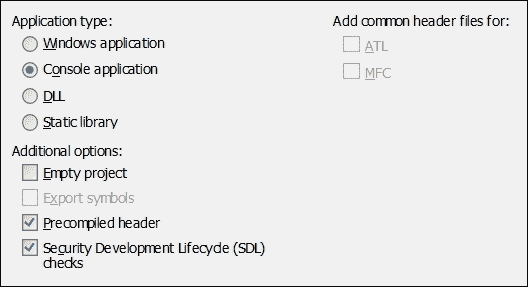 Application type:
Windows application
Console application
DLL
Static library
Additional options:
Empty project
Export symbols
Precompiled header
Security Development Lifecycle (SDL)
checks
Add common header files for:
ATL
MFC